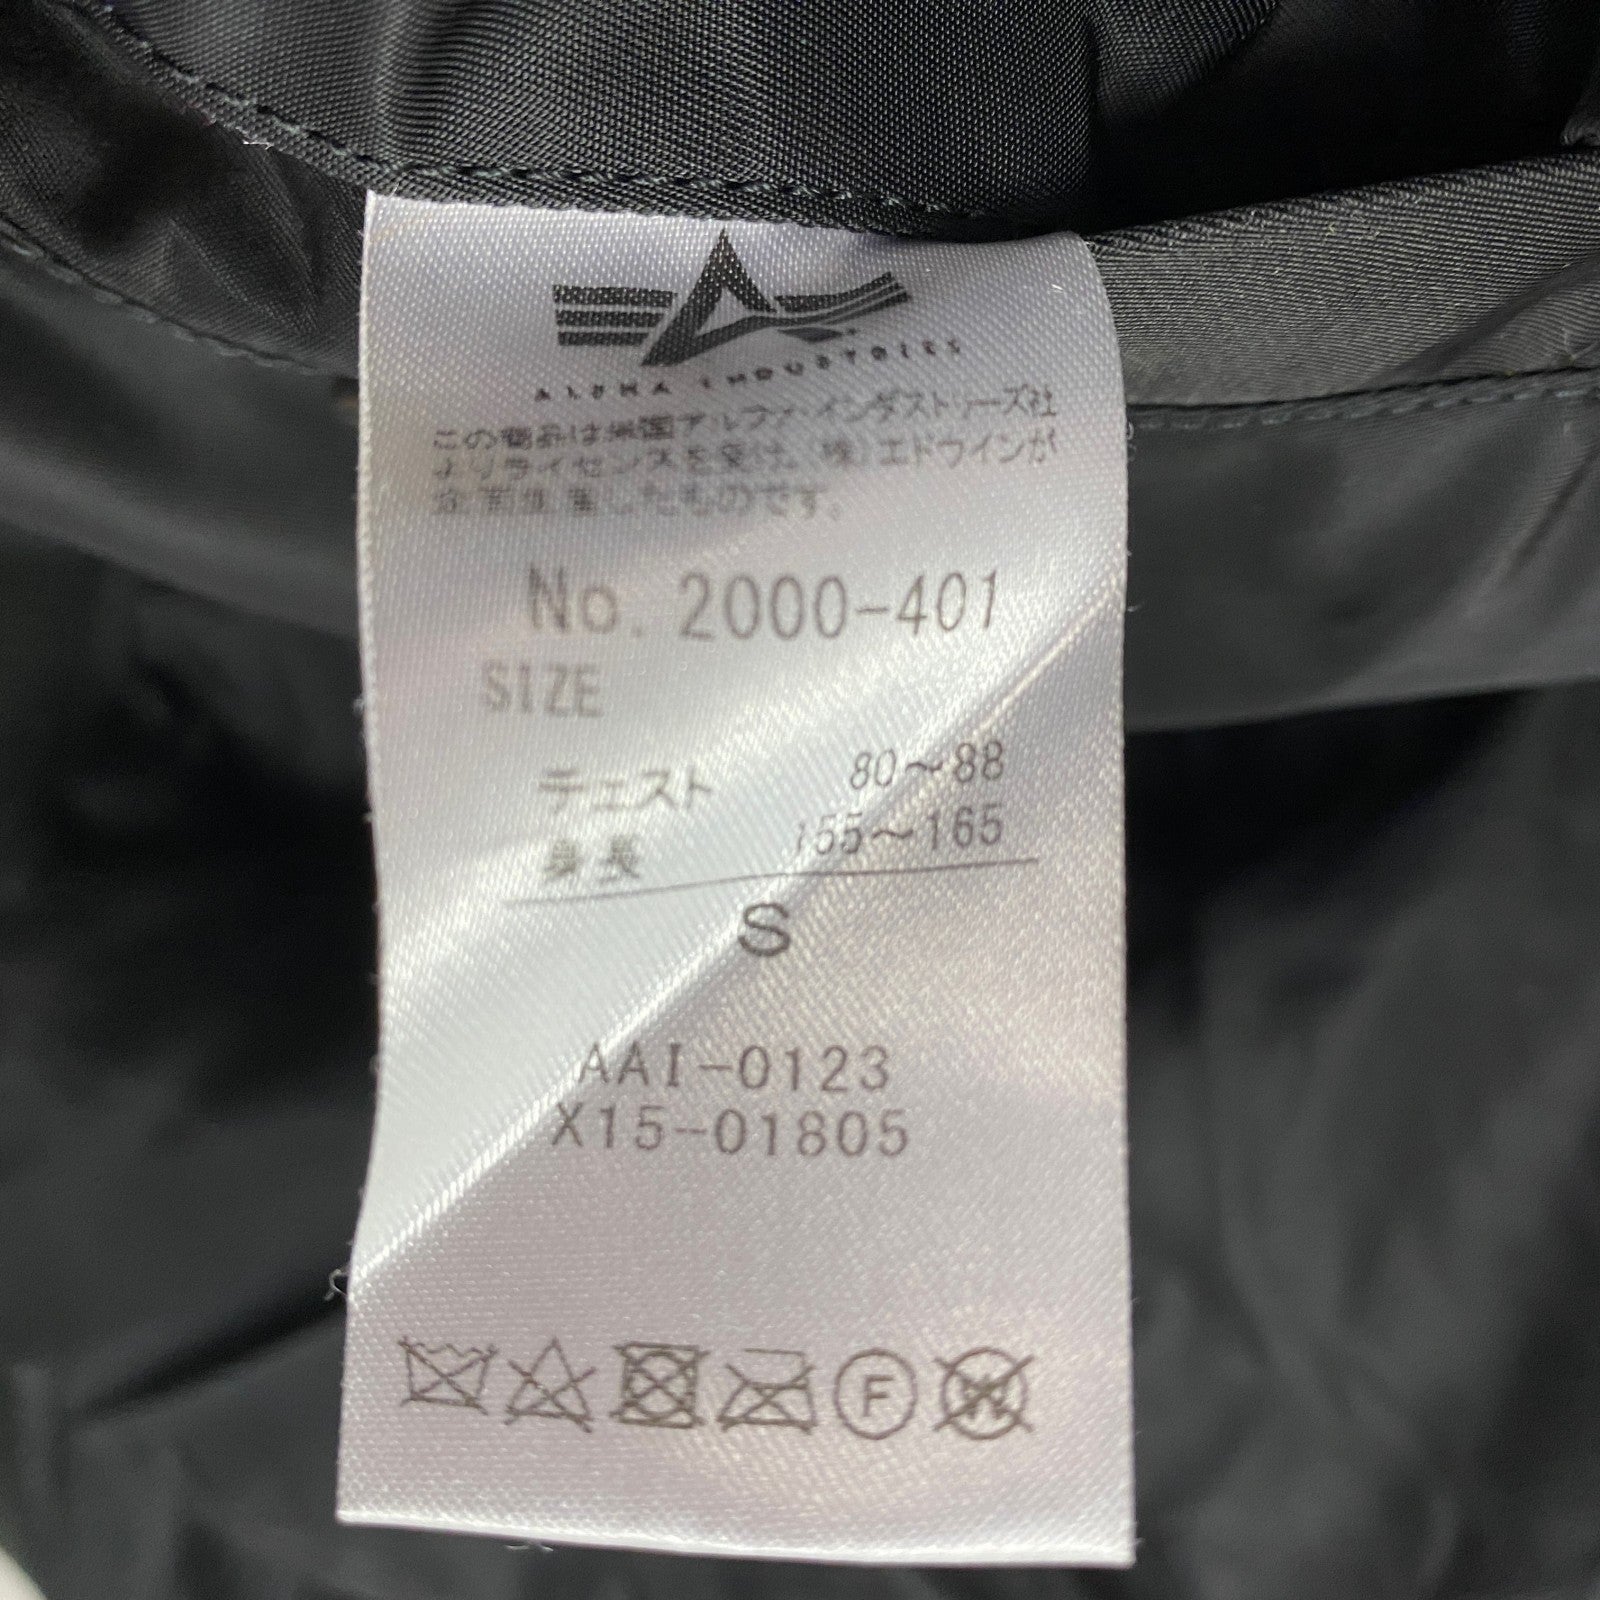 ALPHA INDUSTRIES
この商品は米国アルファ・インダストリーズ社
よりライセンスを受け、(株)エドウインが
企画生産したものです。
No. 2000-401
SIZE
チェスト 80～88
身長 155～165
S
AAI-0123
X15-01805
F
W